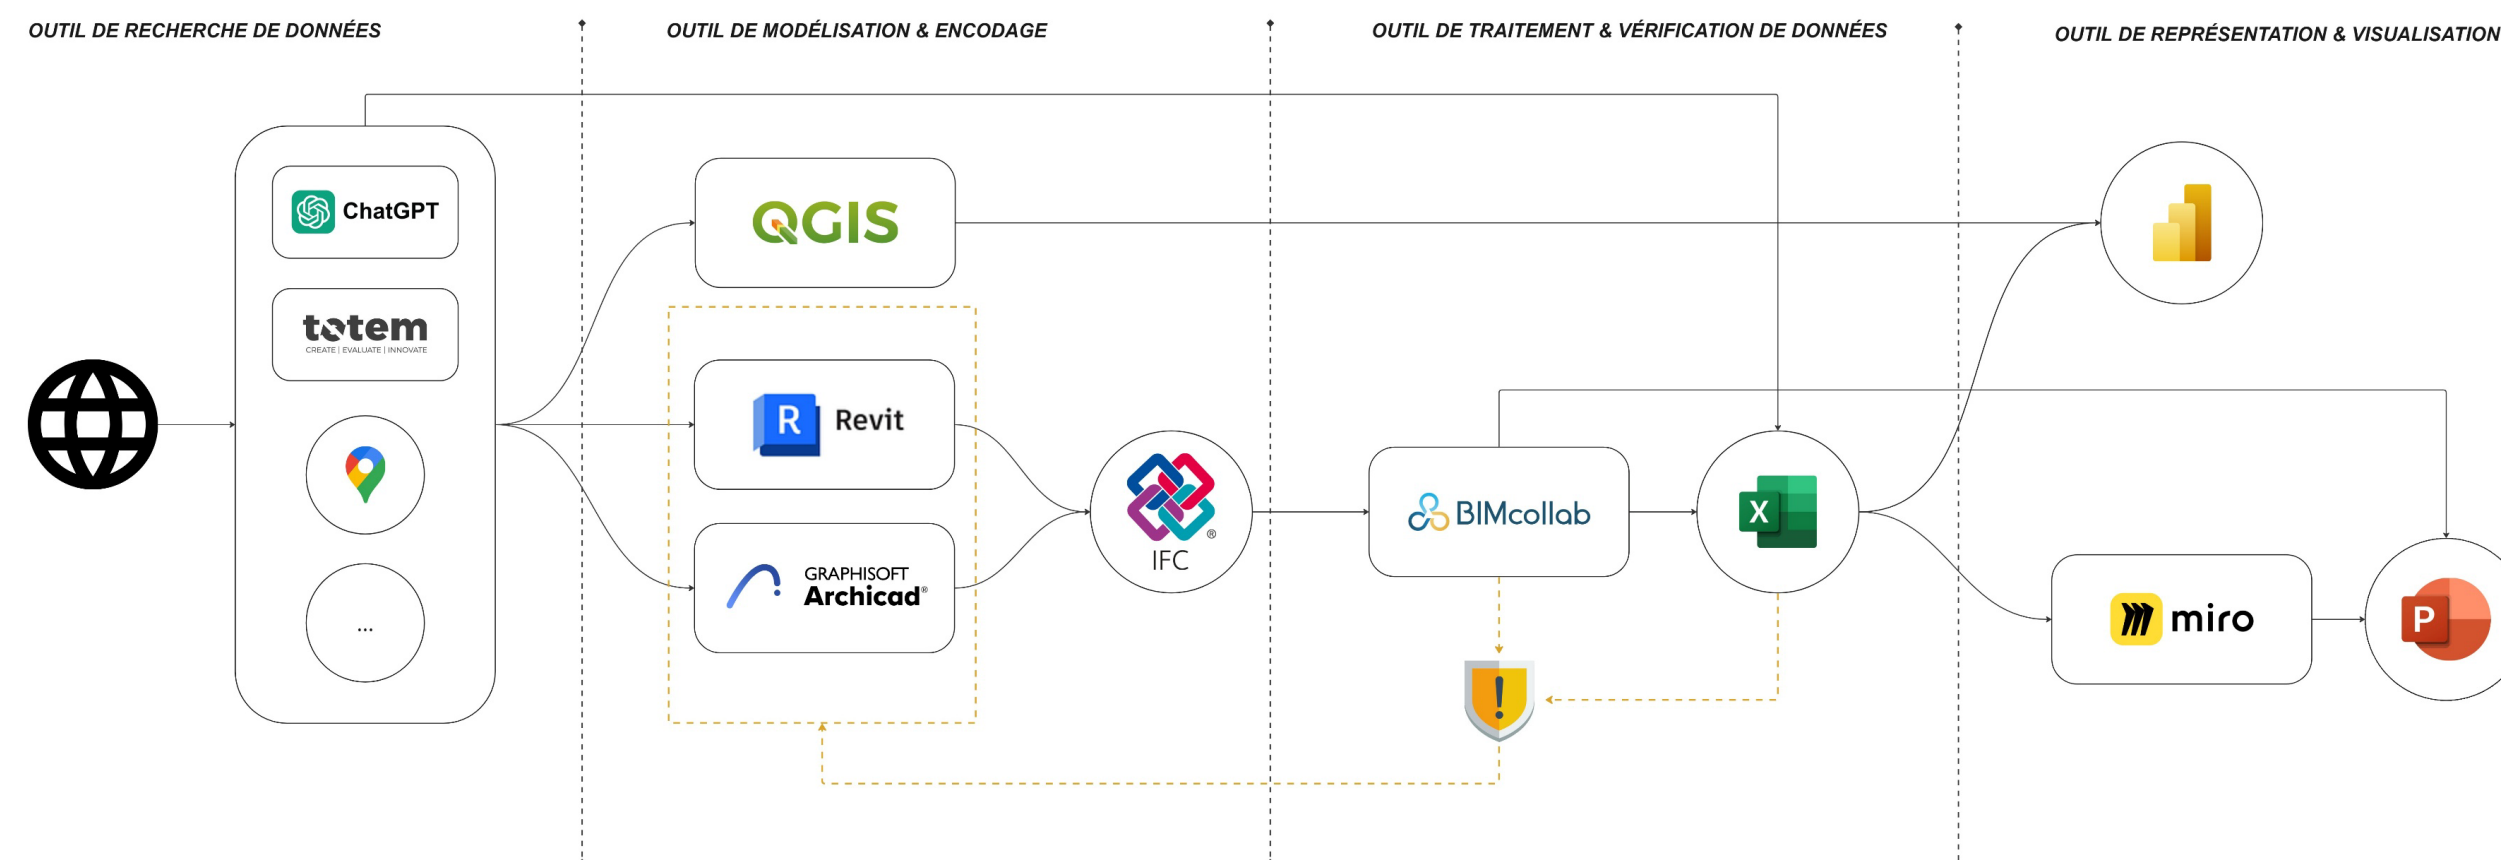 OUTIL DE RECHERCHE DE DONNÉES
OUTIL DE MODÉLISATION & ENCODAGE
OUTIL DE TRAITEMENT & VÉRIFICATION DE DONNÉES
OUTIL DE REPRÉSENTATION & VISUALISATION
ChatGPT
totem
CREATE | EVALUATE | INNOVATE
...
QGIS
R Revit
GRAPHISOFT
Archicad®
®
IFC
BIMcollab
X
!
miro
P